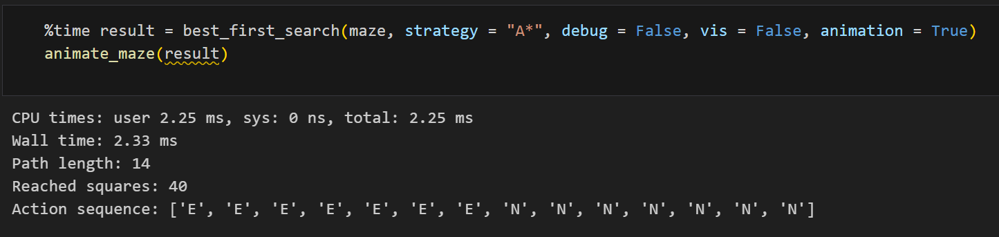 %time result = best_first_search(maze, strategy = "A*", debug = False, vis = False, animation = True)
animate_maze(result)
CPU times: user 2.25 ms, sys: 0 ns, total: 2.25 ms
Wall time: 2.33 ms
Path length: 14
Reached squares: 40
Action sequence: ['E', 'E', 'E', 'E', 'E', 'E', 'E', 'N', 'N', 'N', 'N', 'N', 'N', 'N']